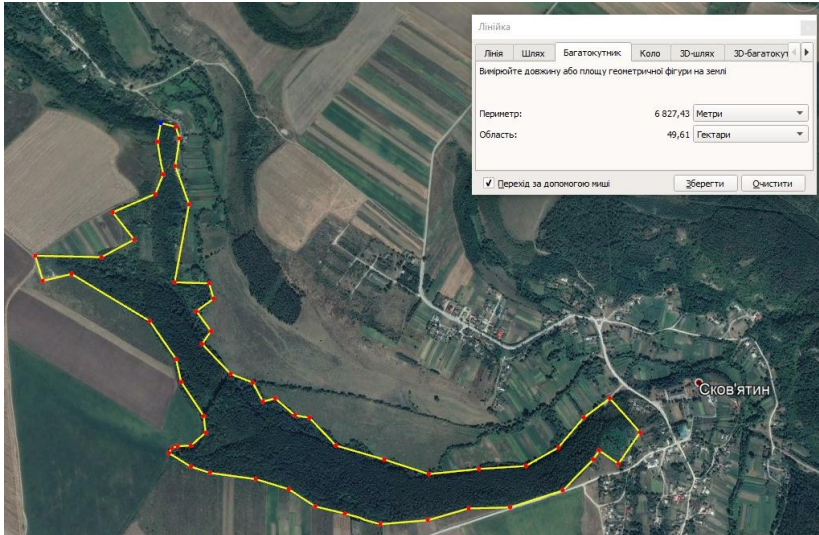 Лінійка
Лінія Шлях Багатокутник Коло 3D-шлях 3D-багатокут
Виміряйте довжину або площу геометричної фігури на землі
Периметр: 6 827,43 Метри
Область: 49,61 Гектари
Перехід за допомогою миші Зберегти Очистити
Сков'ятин